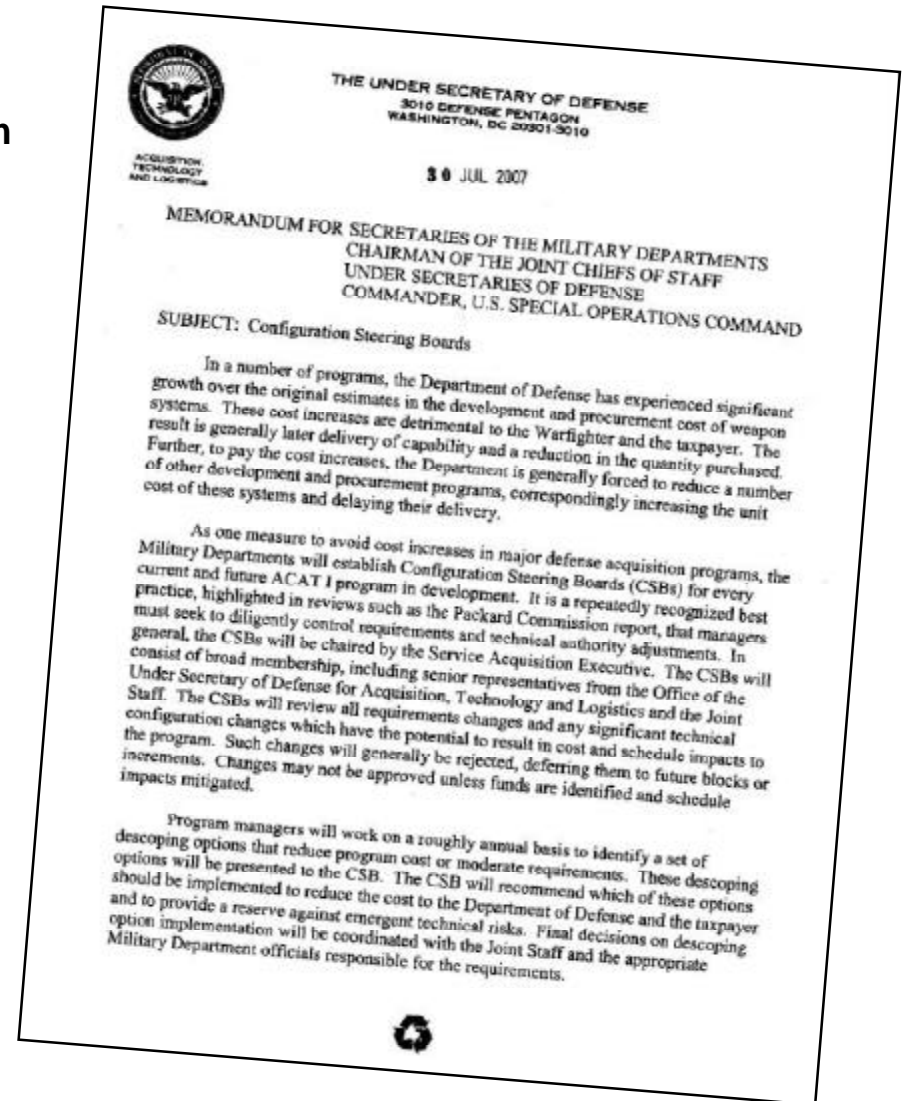 n
THE UNDER SECRETARY OF DEFENSE
3010 DEFENSE PENTAGON
WASHINGTON, DC 20301-3010
ACQUISITION,
TECHNOLOGY
AND LOGISTICS
30 JUL 2007
MEMORANDUM FOR SECRETARIES OF THE MILITARY DEPARTMENTS
CHAIRMAN OF THE JOINT CHIEFS OF STAFF
UNDER SECRETARIES OF DEFENSE
COMMANDER, U.S. SPECIAL OPERATIONS COMMAND
SUBJECT: Configuration Steering Boards
In a number of programs, the Department of Defense has experienced significant
growth over the original estimates in the development and procurement cost of weapon
systems. These cost increases are detrimental to the Warfighter and the taxpayer. The
result is generally later delivery of capability and a reduction in the quantity purchased.
Further, to pay the cost increases, the Department is generally forced to reduce a number
of other development and procurement programs, correspondingly increasing the unit
cost of these systems and delaying their delivery.
As one measure to avoid cost increases in major defense acquisition programs, the
Military Departments will establish Configuration Steering Boards (CSBs) for every
current and future ACAT I program in development. It is a repeatedly recognized best
practice, highlighted in reviews such as the Packard Commission report, that managers
must seek to diligently control requirements and technical authority adjustments. In
general, the CSBs will be chaired by the Service Acquisition Executive. The CSBs will
consist of broad membership, including senior representatives from the Office of the
Under Secretary of Defense for Acquisition, Technology and Logistics and the Joint
Staff. The CSBs will review all requirements changes and any significant technical
configuration changes which have the potential to result in cost and schedule impacts to
the program. Such changes will generally be rejected, deferring them to future blocks or
increments. Changes may not be approved unless funds are identified and schedule
impacts mitigated.
Program managers will work on a roughly annual basis to identify a set of
descoping options that reduce program cost or moderate requirements. These descoping
options will be presented to the CSB. The CSB will recommend which of these options
should be implemented to reduce the cost to the Department of Defense and the taxpayer
and to provide a reserve against emergent technical risks. Final decisions on descoping
option implementation will be coordinated with the Joint Staff and the appropriate
Military Department officials responsible for the requirements.